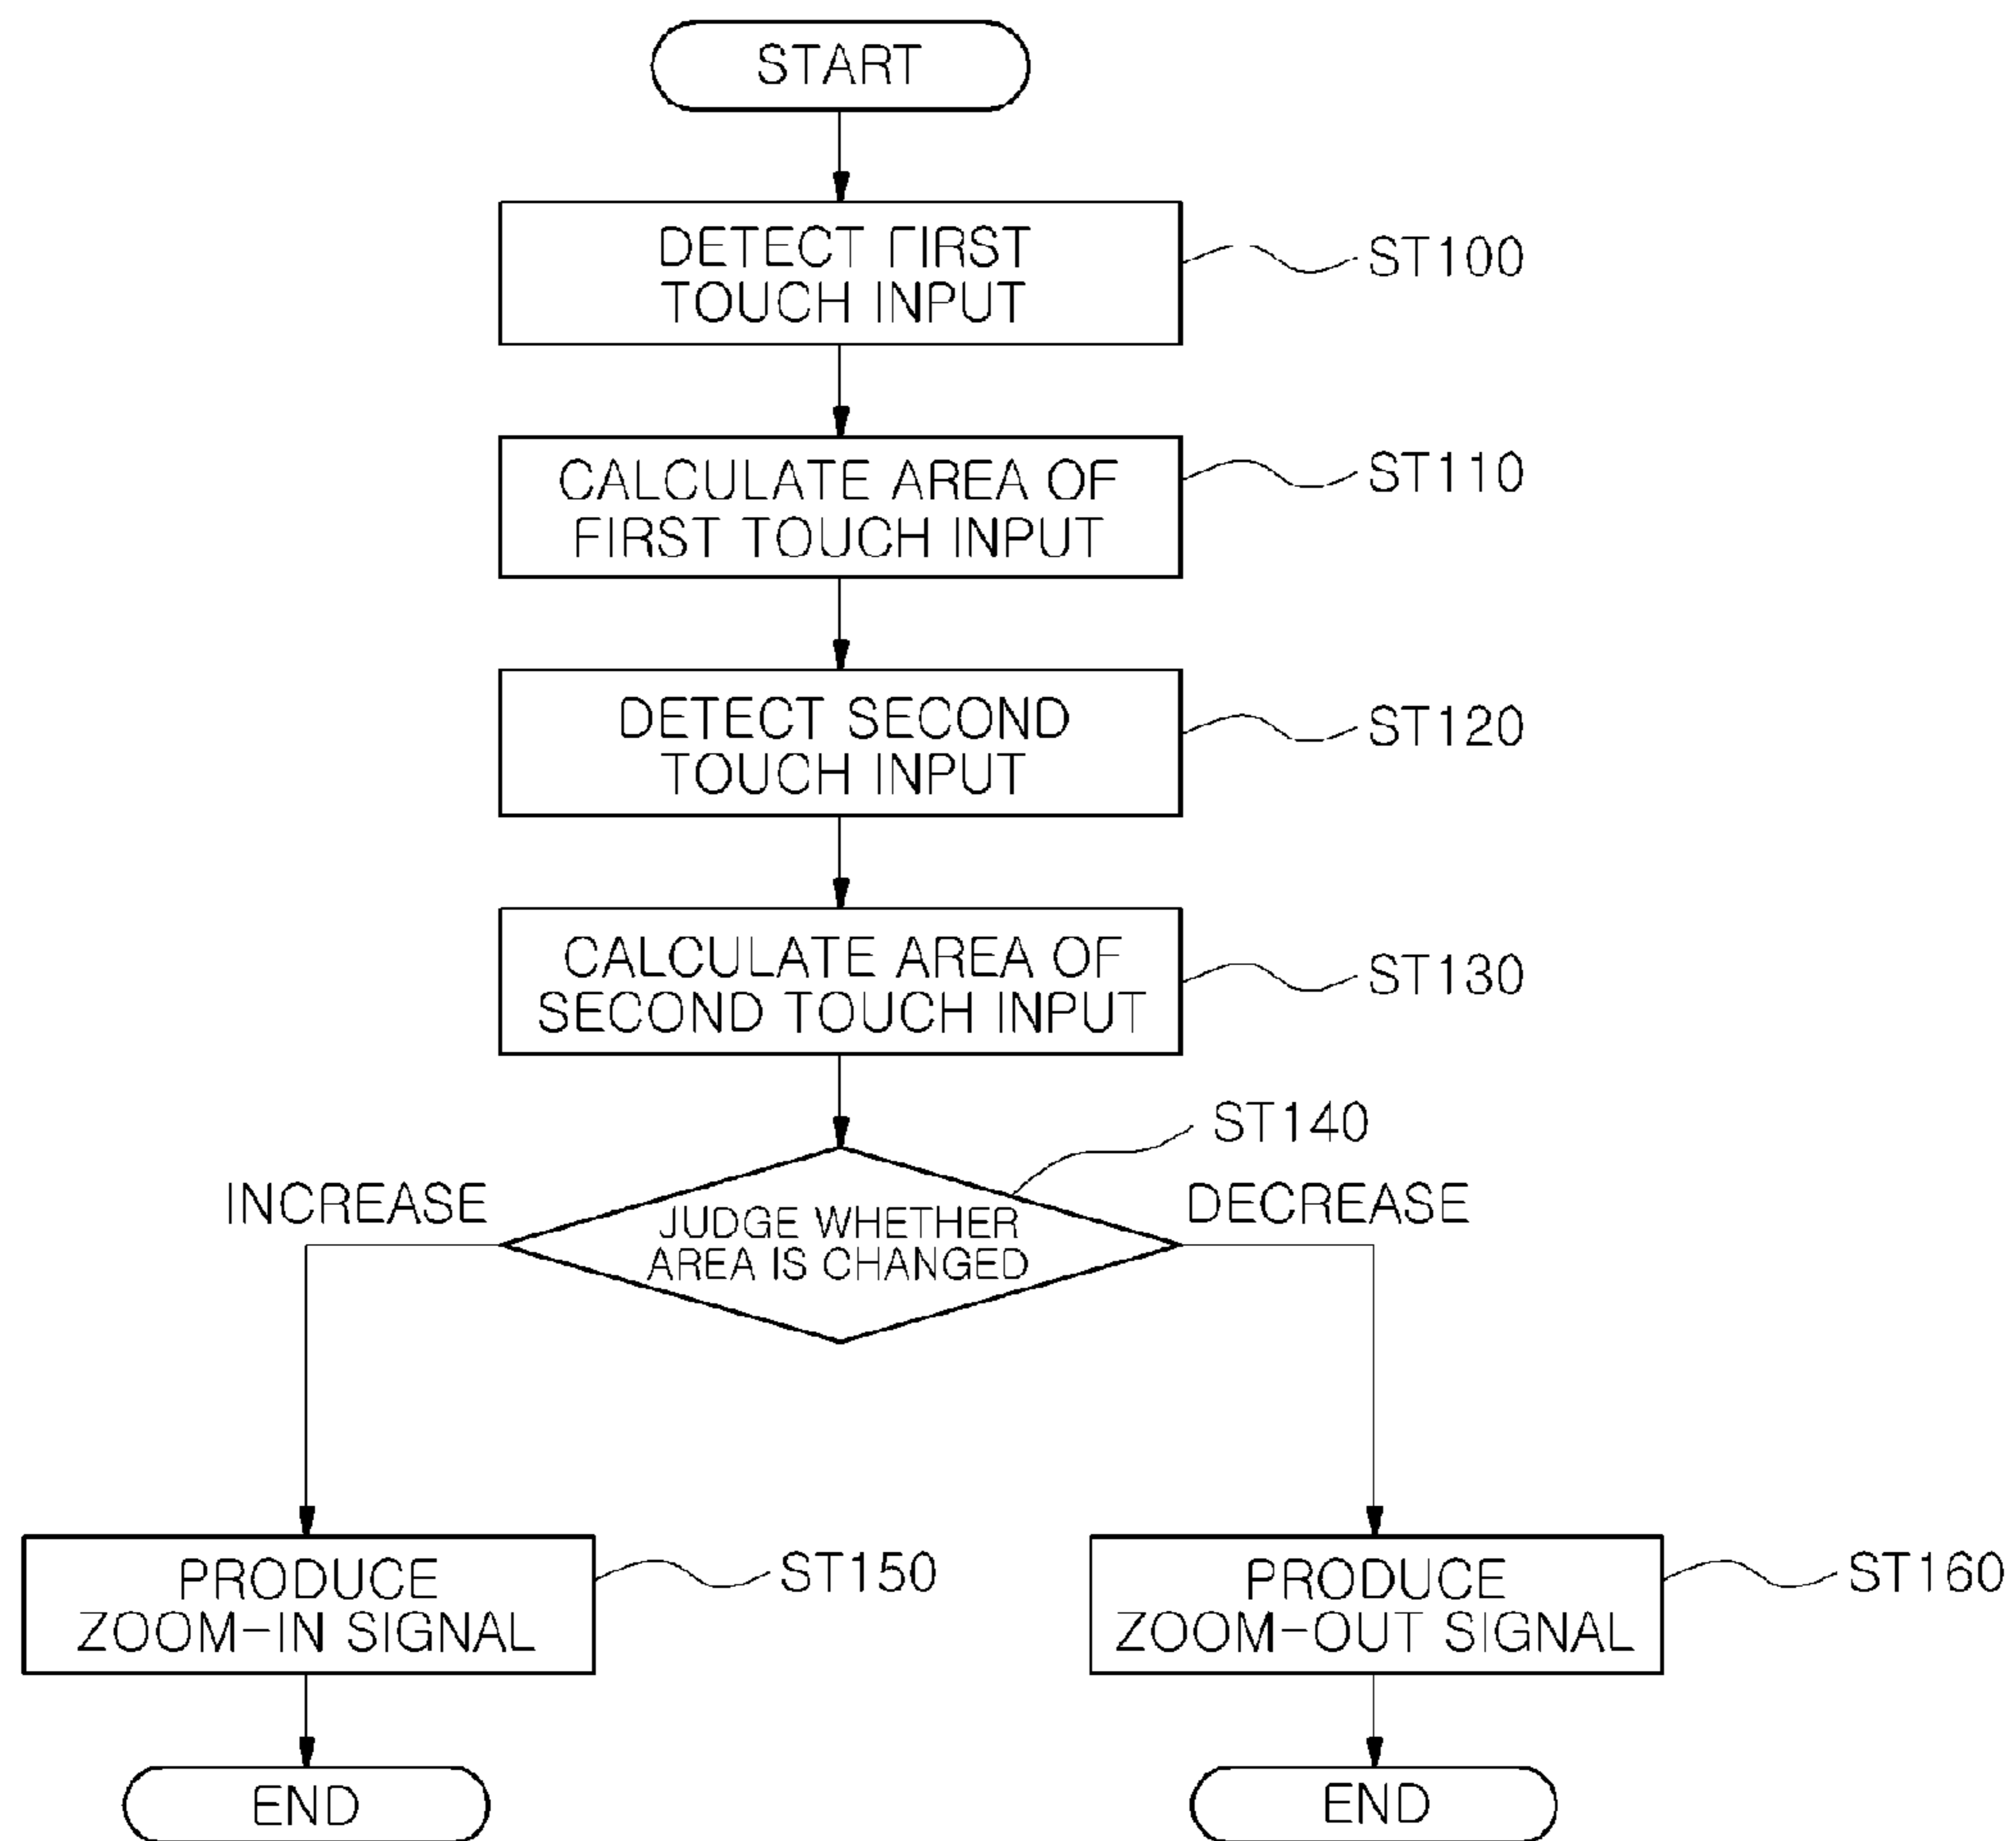 START
DETECT FIRST
TOUCH INPUT
ST100
CALCULATE AREA OF
FIRST TOUCH INPUT
ST110
DETECT SECOND
TOUCH INPUT
ST120
CALCULATE AREA OF
SECOND TOUCH INPUT
ST130
ST140
INCREASE
JUDGE WHETHER
AREA IS CHANGED
DECREASE
PRODUCE
ZOOM-IN SIGNAL
ST150
PRODUCE
ZOOM-OUT SIGNAL
ST160
END
END